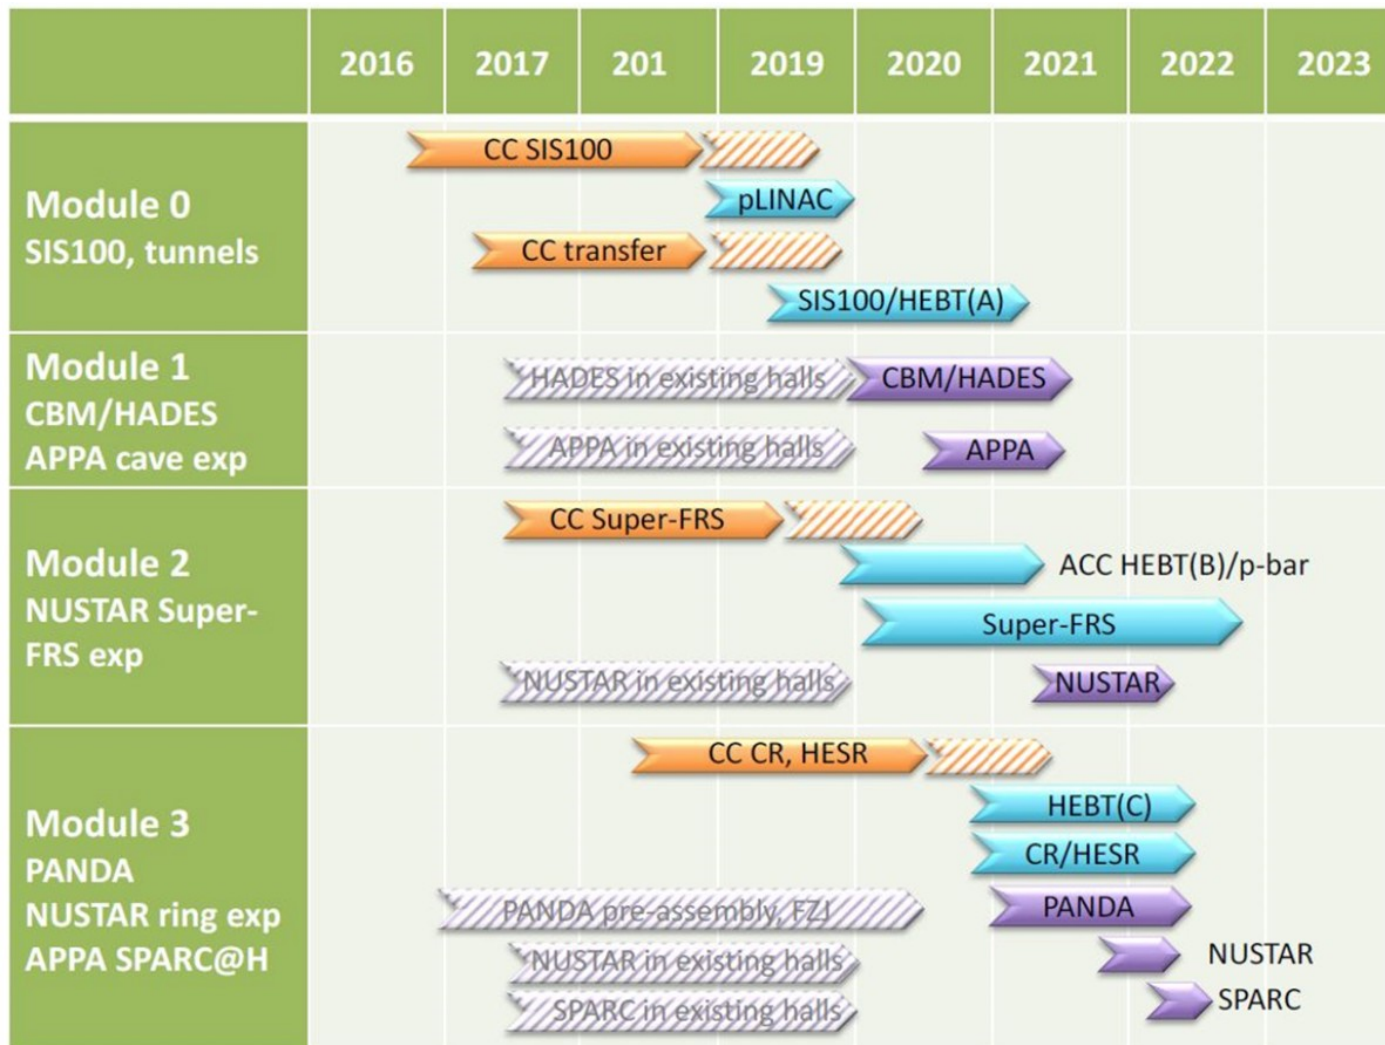 2016 2017 201 2019 2020 2021 2022 2023
Module 0
SIS100, tunnels
CC SIS100
pLINAC
CC transfer
SIS100/HEBT(A)
Module 1
CBM/HADES
APPA cave exp
HADES in existing halls
CBM/HADES
APPA in existing halls
APPA
Module 2
NUSTAR Super-
FRS exp
CC Super-FRS
ACC HEBT(B)/p-bar
Super-FRS
NUSTAR in existing halls
NUSTAR
Module 3
PANDA
NUSTAR ring exp
APPA SPARC@H
CC CR, HESR
HEBT(C)
CR/HESR
PANDA pre-assembly, FZJ
PANDA
NUSTAR in existing halls
NUSTAR
SPARC in existing halls
SPARC